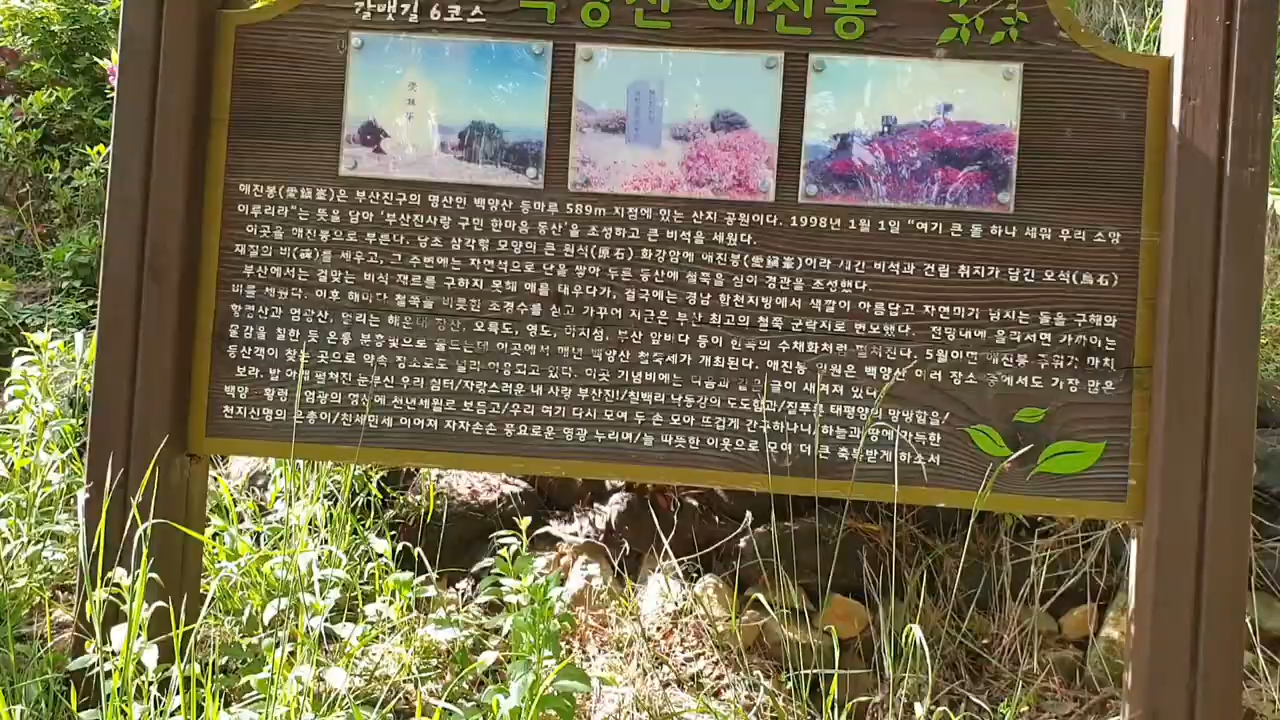 갈맷길 6코스
백양산 애진봉
애진봉(愛鎭峯)은 부산진구의 명산인 백양산 등마루 589m 지점에 있는 산지 공원이다. 1998년 1월 1일 “여기 큰 돌 하나 세워 우리 소망
이루리라”는 뜻을 담아 ‘부산진사랑 구민 한마음 동산’을 조성하고 큰 비석을 세웠다.
이곳을 애진봉으로 부른다. 당초 삼각형 모양의 큰 원석(原石) 화강암에 애진봉(愛鎭峯)이라 새긴 비석과 건립 취지가 담긴 오석(烏石)
재질의 비(碑)를 세우고, 그 주변에는 자연석으로 단을 쌓아 두른 동산에 철쭉을 심어 경관을 조성했다.
부산에서는 걸맞는 비석 재료를 구하지 못해 애를 태우다가, 결국에는 경남 합천지방에서 색깔이 아름답고 자연미가 넘치는 돌을 구해와
비를 세웠다. 이후 해마다 철쭉을 비롯한 조경수를 심고 가꾸어 지금은 부산 최고의 철쭉 군락지로 변모했다. 전망대에 올라서면 가까이는
황령산과 엄광산, 멀리는 해운대 장산, 오륙도, 영도, 부산 앞바다 등이 한폭의 수채화처럼 펼쳐진다. 5월이면 애진봉 주위가 마치
물감을 칠한 듯 온통 분홍빛으로 물드는데 이곳에서 매년 백양산 철쭉제가 개최된다. 애진동 백양산 여러 장소 중에서도 가장 많은
등산객이 찾는 곳으로 약속 장소로도 널리 이용되고 있다. 이곳 기념비에는 다음과 같은 글이 새겨져 있다.
보라, 발 아래 펼쳐진 눈부신 우리 쉼터/자랑스러운 내 사랑 부산진!/칠백리 낙동강의 도도함과/짙푸른 태평양의 망망함을/
백양·황령·엄광의 영산에 천년세월로 보듬고/우리 여기 다시 모여 두 손 모아 뜨겁게 간구하나니/하늘과 땅에 가득한
천지신명의 은총이/천세만세 이어져 자자손손 풍요로운 영광 누리며/늘 따뜻한 이웃으로 모여 더 큰 축복받게 하소서